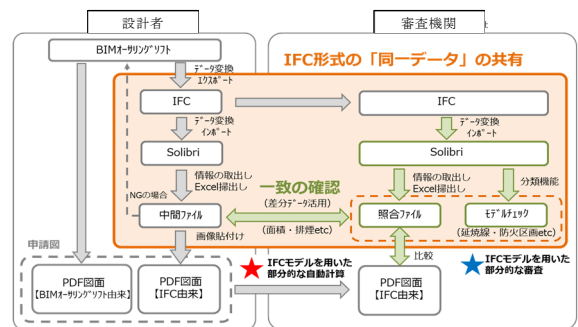 設計者
審査機関
BIMオーサリングソフト
IFC形式の「同一データ」の共有
データ変換
エクスポート
IFC
IFC
データ変換
インポート
データ変換
インポート
Solibri
Solibri
情報の取出し
Excel掃出し
一致の確認
(差分データ活用)
(面積・排煙etc)
情報の取出し
Excel掃出し
分類機能
NGの場合
中間ファイル
照合ファイル
モデルチェック
(延焼線・防火区画etc)
画像貼付け
比較
申請図
PDF図面
【BIMオーサリングソフト由来】
PDF図面
【IFC由来】
IFCモデルを用いた
部分的な自動計算
PDF図面
【IFC由来】
IFCモデルを用いた
部分的な審査